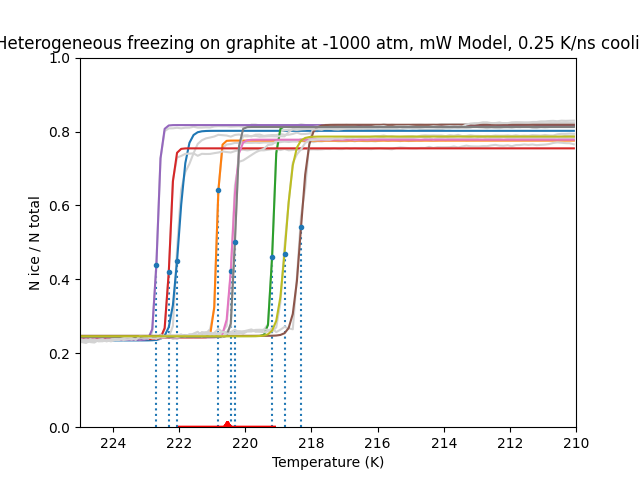 Heterogeneous freezing on graphite at -1000 atm, mW Model, 0.25 K/ns cooli
1.0
0.8
0.6
0.4
0.2
0.0
N ice / N total
224 222 220 218 216 214 212 210
Temperature (K)